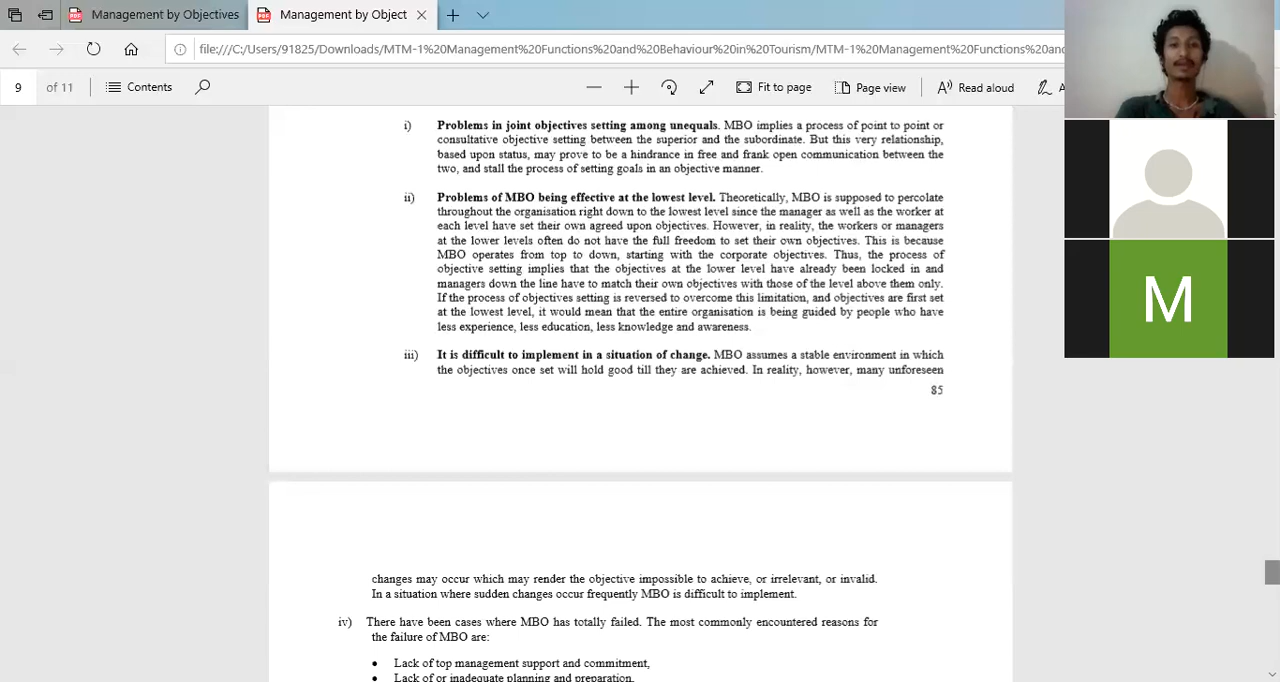 Management by Objectives
Management by Object
file:///C:/Users/91825/Downloads/MTM-1%20Management%20Functions%20and%20Behaviour%20in%20Tourism/MTM-1%20Management%20Functions%20and
9 of 11
Contents
Fit to page
Page view
Read aloud
i) Problems in joint objectives setting among unequals. MBO implies a process of point to point or
consultative objective setting between the superior and the subordinate. But this very relationship,
based upon status, may prove to be a hindrance in free and frank open communication between the
two, and stall the process of setting goals in an objective manner.
ii) Problems of MBO being effective at the lowest level. Theoretically, MBO is supposed to percolate
throughout the organisation right down to the lowest level since the manager as well as the worker at
each level have set their own agreed upon objectives. However, in reality, the workers or managers
at the lower levels often do not have the full freedom to set their own objectives. This is because
MBO operates from top to down, starting with the corporate objectives. Thus, the process of
objective setting implies that the objectives at the lower level have already been locked in and
managers down the line have to match their own objectives with those of the level above them only.
If the process of objectives setting is reversed to overcome this limitation, and objectives are first set
at the lowest level, it would mean that the entire organisation is being guided by people who have
less experience, less education, less knowledge and awareness.
iii) It is difficult to implement in a situation of change. MBO assumes a stable environment in which
the objectives once set will hold good till they are achieved. In reality, however, many unforeseen
85
changes may occur which may render the objective impossible to achieve, or irrelevant, or invalid.
In a situation where sudden changes occur frequently MBO is difficult to implement.
iv) There have been cases where MBO has totally failed. The most commonly encountered reasons for
the failure of MBO are:
• Lack of top management support and commitment,
• Lack of or inadequate planning and preparation,
M